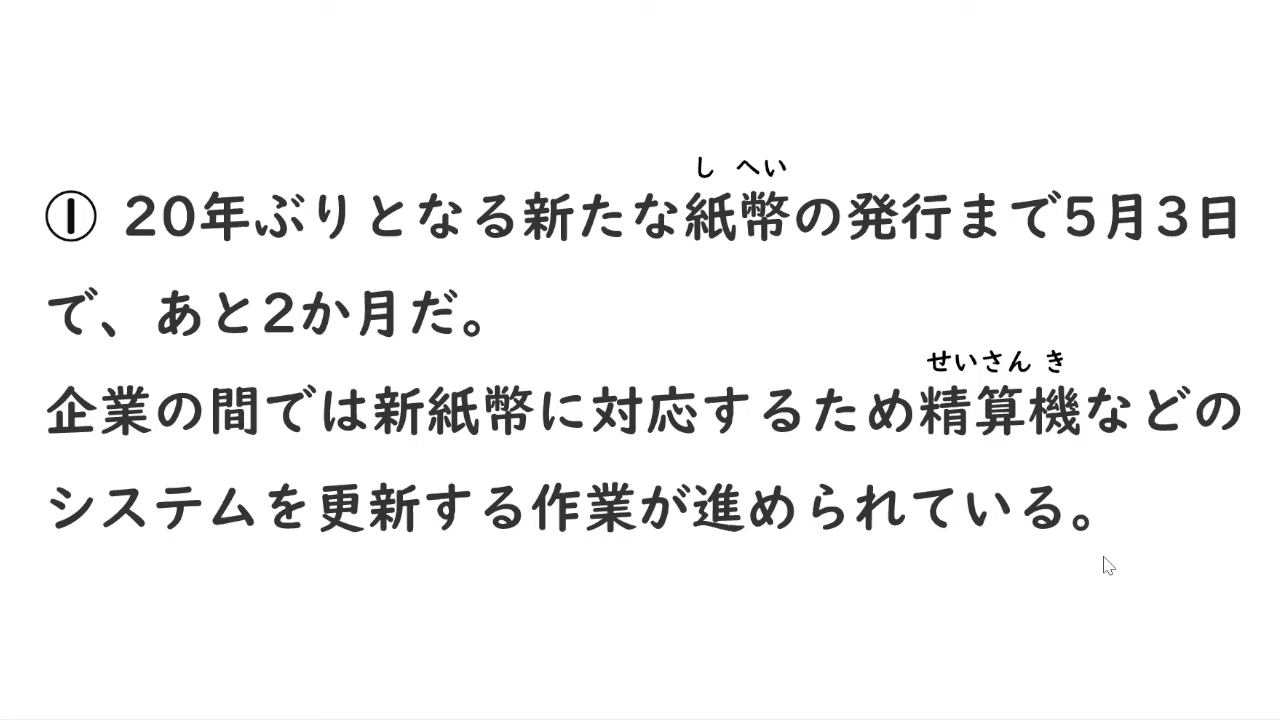 し へい
① 20年ぶりとなる新たな紙幣の発行まで5月3日
で、あと2か月だ。
せいさん き
企業の間では新紙幣に対応するため精算機などの
システムを更新する作業が進められている。